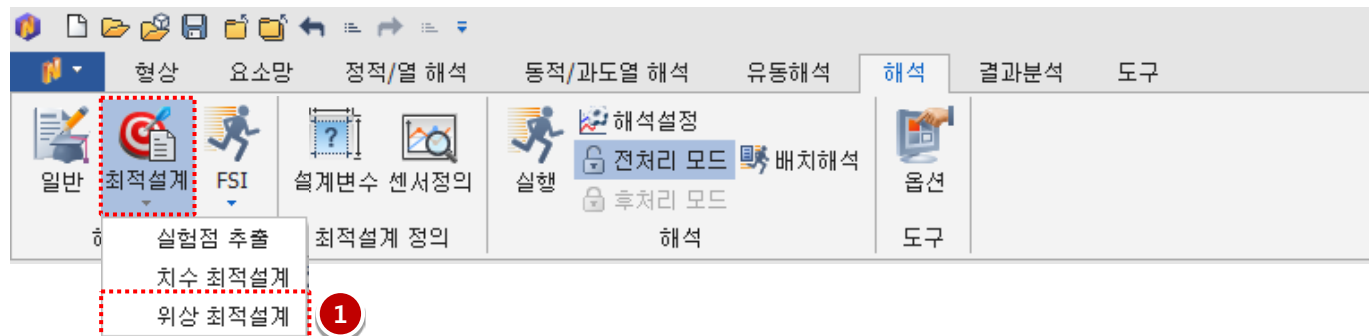 형상 요소망 정적/열 해석 동적/과도열 해석 유동해석 해석 결과분석 도구
일반 최적설계 FSI 설계변수 센서정의 실행 해석설정 전처리 모드 후처리 모드 배치해석 옵션
실험점 추출
치수 최적설계
위상 최적설계 1
최적설계 정의 해석 도구